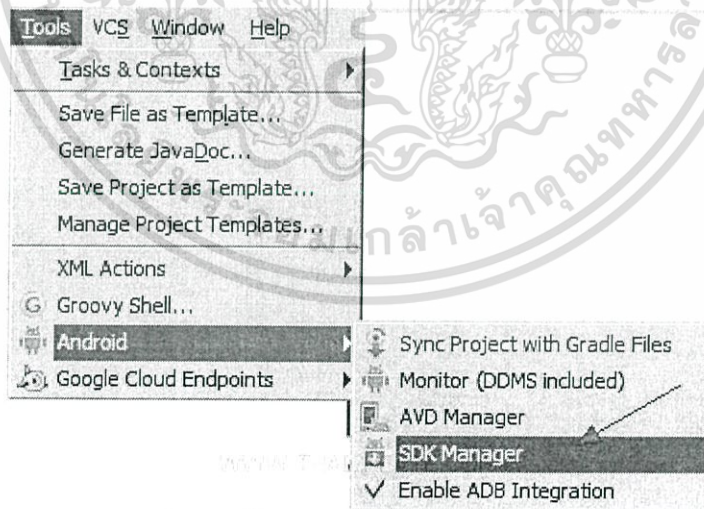 Tools VCS Window Help
Tasks & Contexts
Save File as Template...
Generate JavaDoc...
Save Project as Template...
Manage Project Templates...
XML Actions
Groovy Shell...
Android
Google Cloud Endpoints
Sync Project with Gradle Files
Monitor (DDMS included)
AVD Manager
SDK Manager
Enable ADB Integration